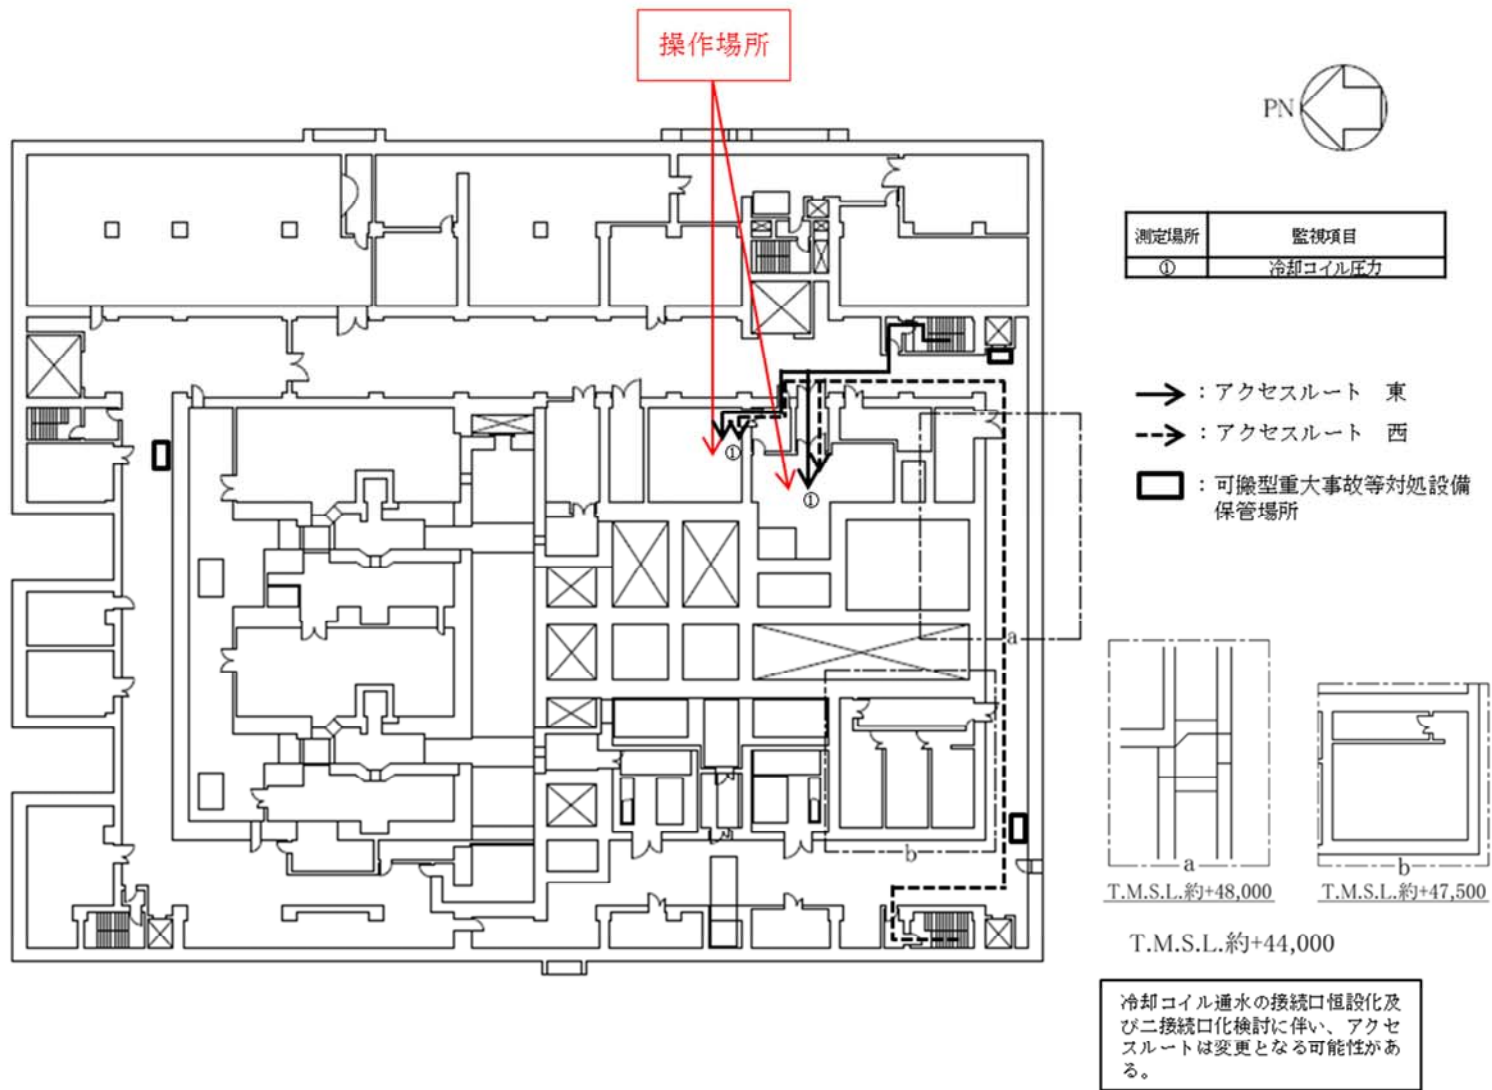 操作場所
PN
測定場所 監視項目
① 冷却コイル圧力
：アクセスルート 東
：アクセスルート 西
：可搬型重大事故等対処設備
保管場所
①
①
a
b
a
b
T.M.S.L.約+48,000
T.M.S.L.約+47,500
T.M.S.L.約+44,000
冷却コイル通水の接続口恒設化及
び二接続口化検討に伴い、アクセ
スルートは変更となる可能性があ
る。